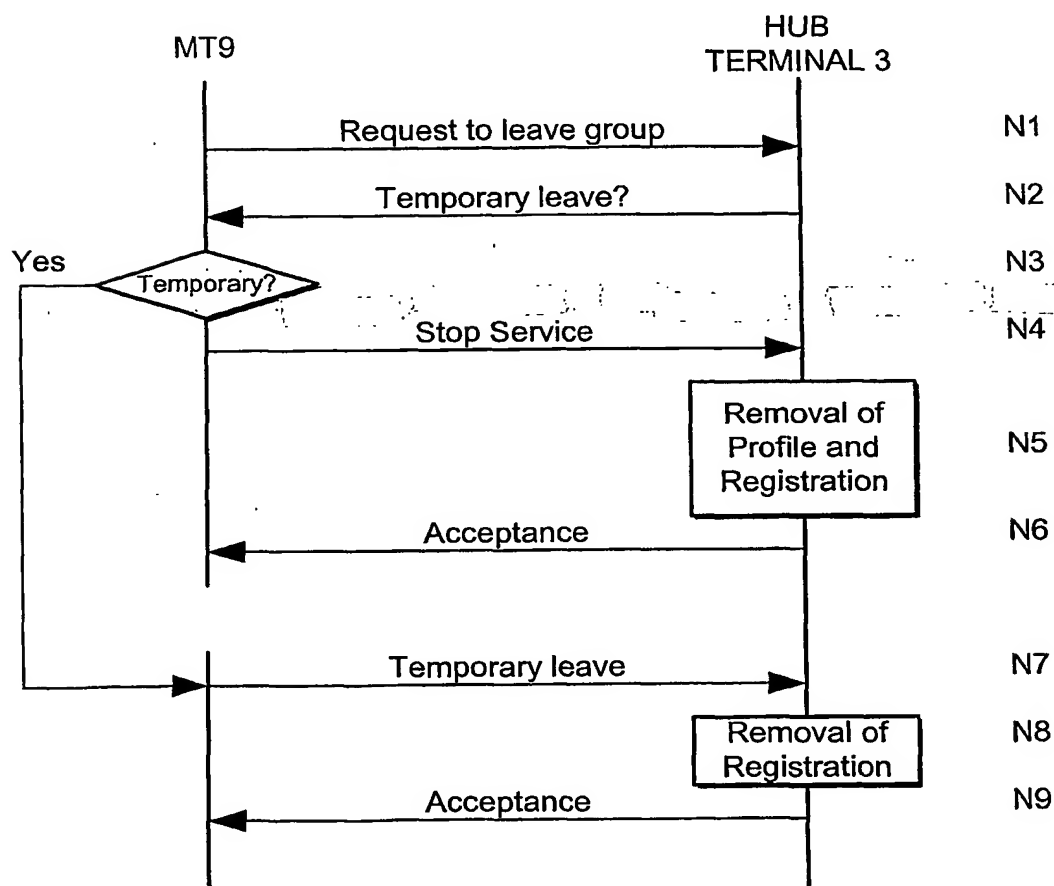 MT9
HUB
TERMINAL 3
Request to leave group
N1
Temporary leave?
N2
Yes
Temporary?
N3
Stop Service
N4
Removal of
Profile and
Registration
N5
Acceptance
N6
Temporary leave
N7
Removal of
Registration
N8
Acceptance
N9